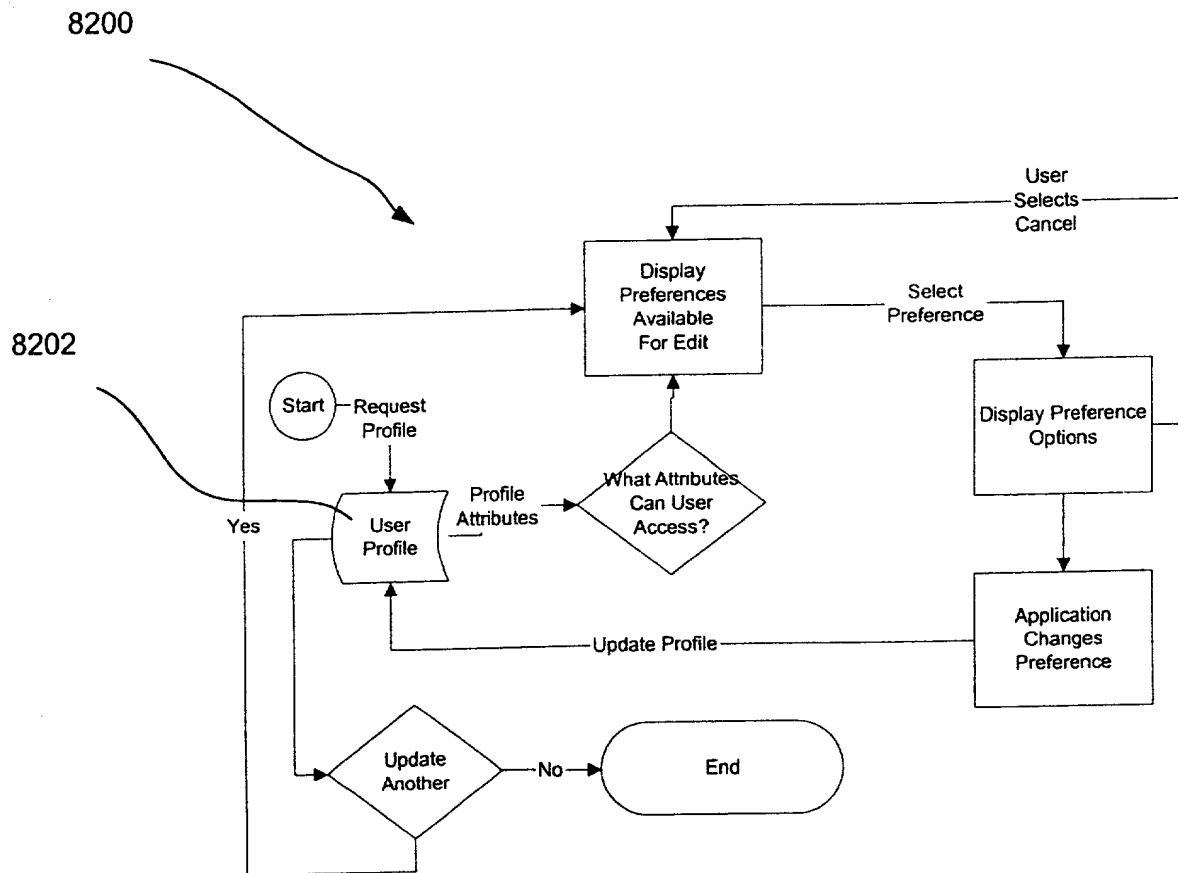 8200
User
Selects
Cancel
Display
Preferences
Available
For Edit
Select
Preference
8202
Start
Request
Profile
Display Preference
Options
What Attributes
Can User
Access?
Profile
Attributes
User
Profile
Yes
Application
Changes
Preference
Update Profile
Update
Another
No
End